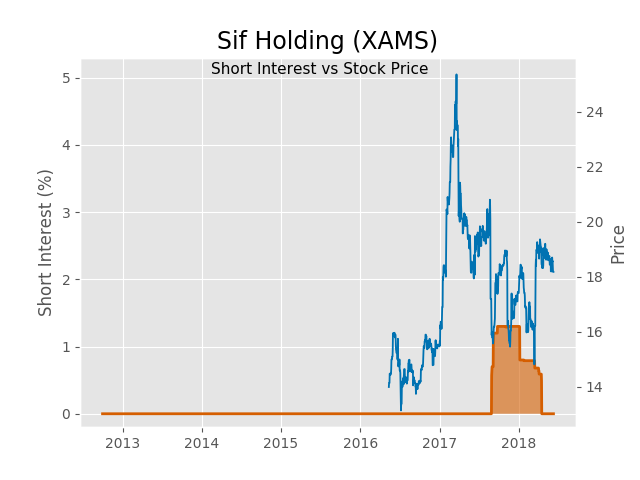 Sif Holding (XAMS)
Short Interest vs Stock Price
Short Interest (%)
5
4
3
2
1
0
24
22
20
18
16
14
Price
2013 2014 2015 2016 2017 2018